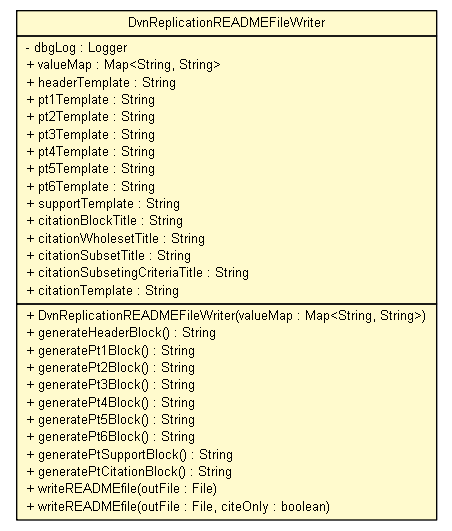 DvnReplicationREADMEFileWriter
- dbgLog : Logger
+ valueMap : Map<String, String>
+ headerTemplate : String
+ pt1Template : String
+ pt2Template : String
+ pt3Template : String
+ pt4Template : String
+ pt5Template : String
+ pt6Template : String
+ supportTemplate : String
+ citationBlockTitle : String
+ citationWholesetTitle : String
+ citationSubsetTitle : String
+ citationSubsetingCriteriaTitle : String
+ citationTemplate : String
+ DvnReplicationREADMEFileWriter(valueMap : Map<String, String>)
+ generateHeaderBlock() : String
+ generatePt1Block() : String
+ generatePt2Block() : String
+ generatePt3Block() : String
+ generatePt4Block() : String
+ generatePt5Block() : String
+ generatePt6Block() : String
+ generatePtSupportBlock() : String
+ generatePtCitationBlock() : String
+ writeREADMEfile(outFile : File)
+ writeREADMEfile(outFile : File, citeOnly : boolean)